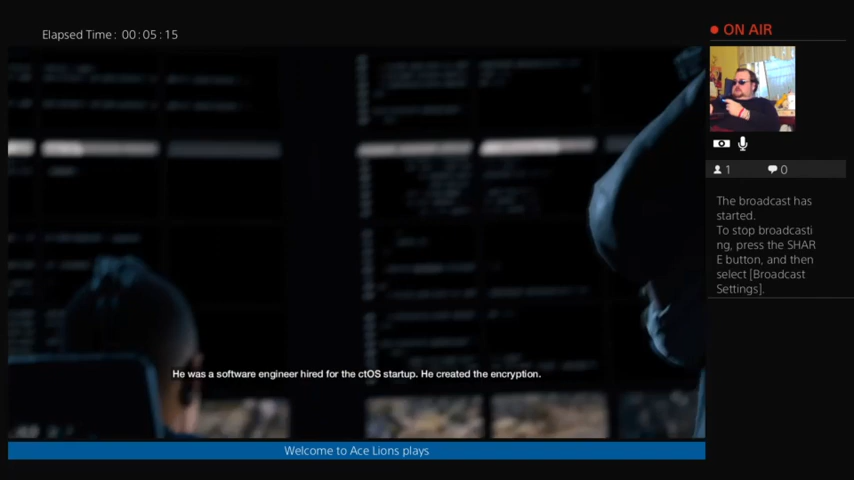 Elapsed Time: 00:05:15
ON AIR
1 0
The broadcast has
started.
To stop broadcasti
ng, press the SHAR
E button, and then
select [Broadcast
Settings].
He was a software engineer hired for the ctOS startup. He created the encryption.
Welcome to Ace Lions plays